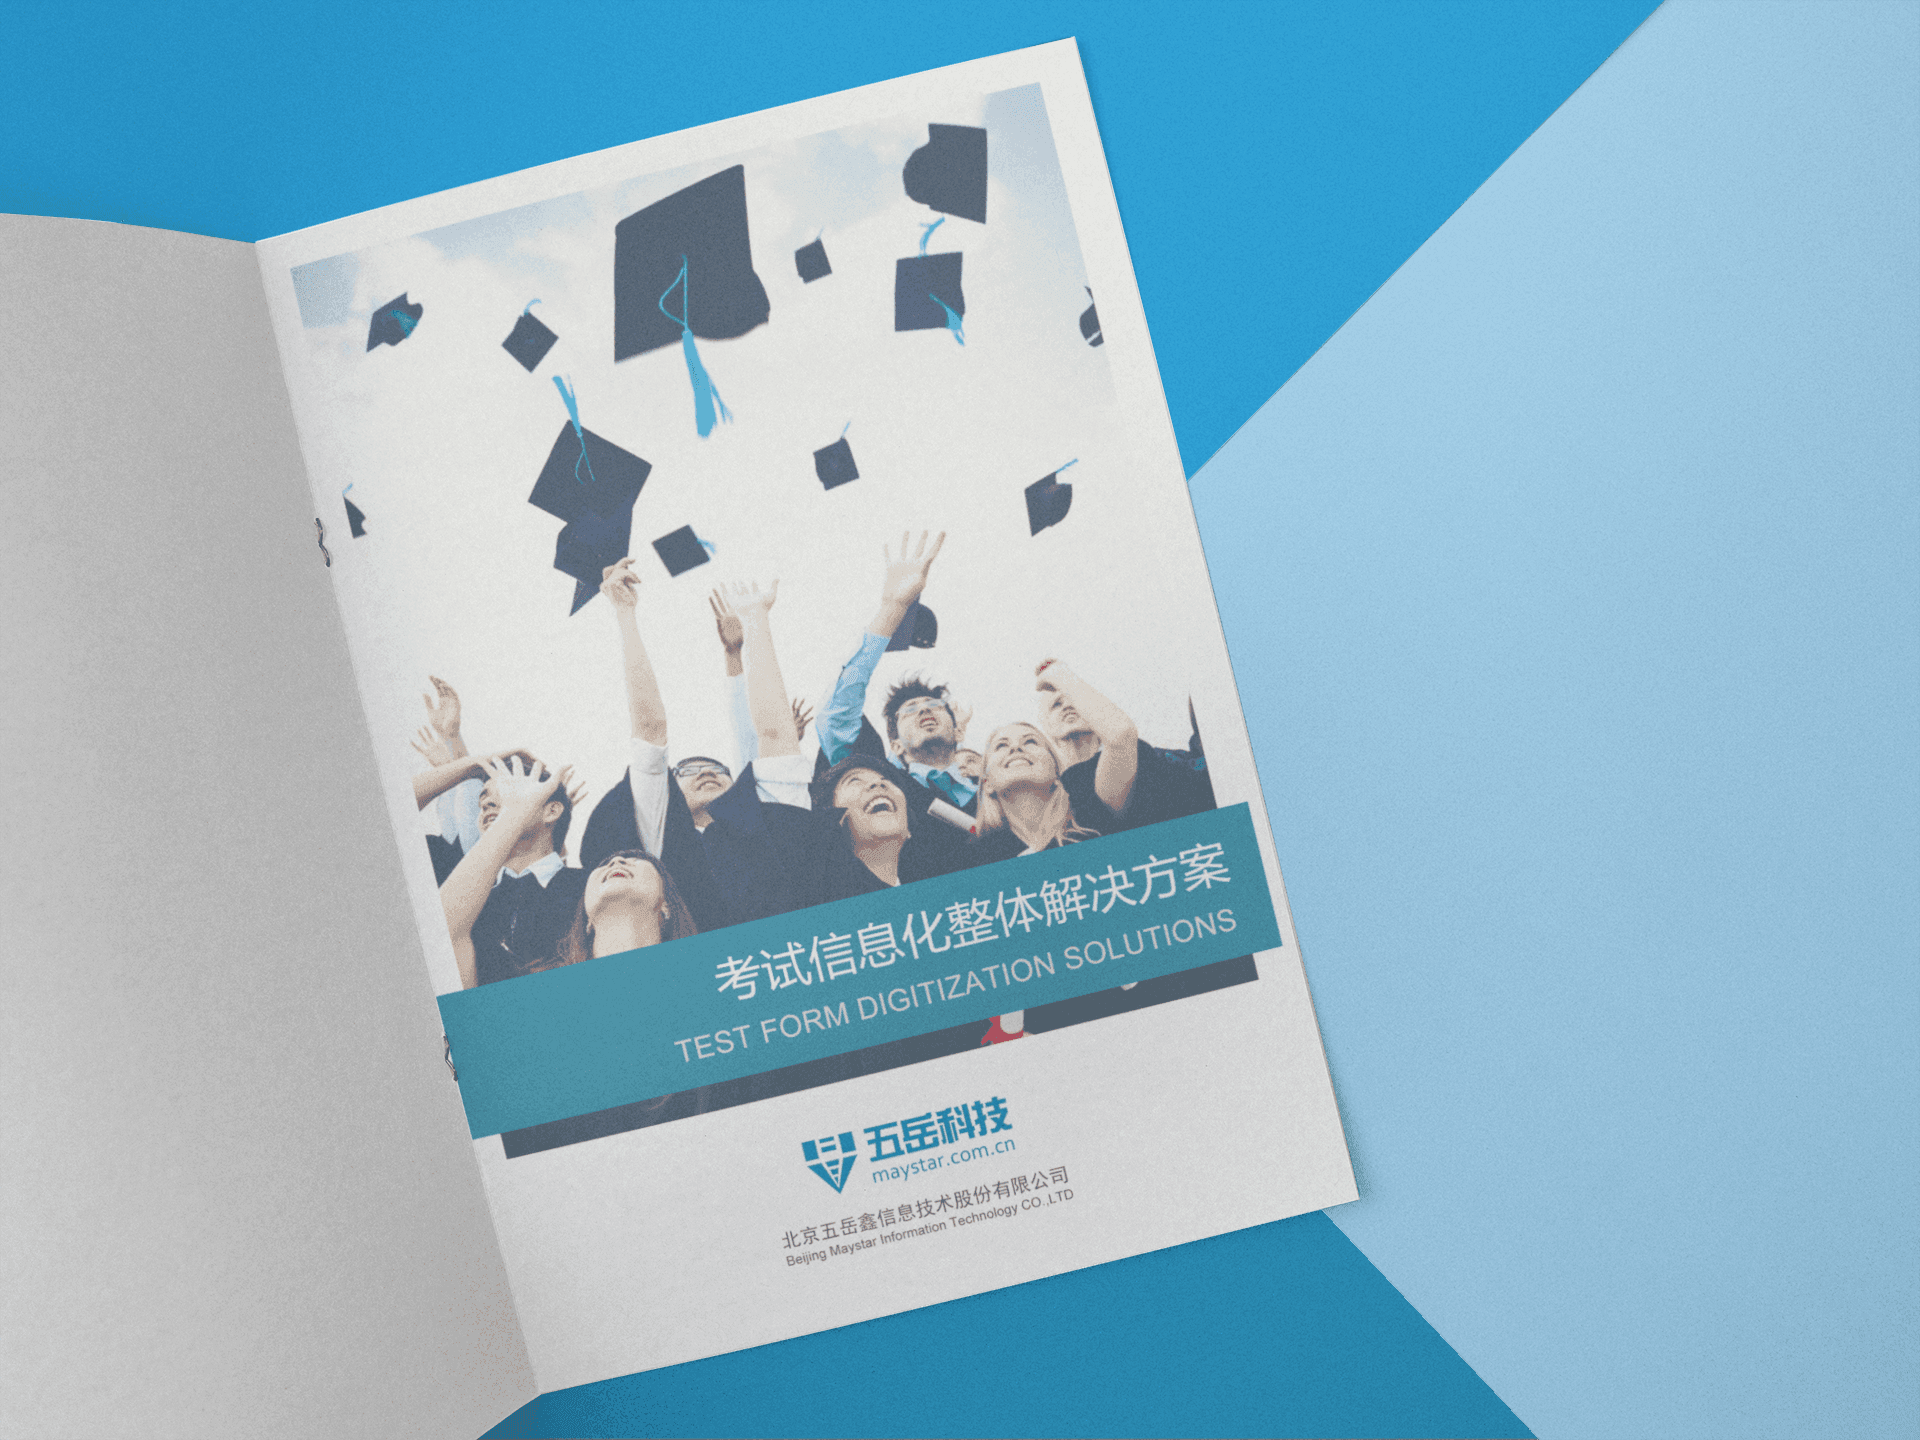 考试信息化整体解决方案
TEST FORM DIGITIZATION SOLUTIONS
五岳科技
maystar.com.cn
北京五岳鑫信息技术股份有限公司
Beijing Maystar Information Technology CO.,LTD